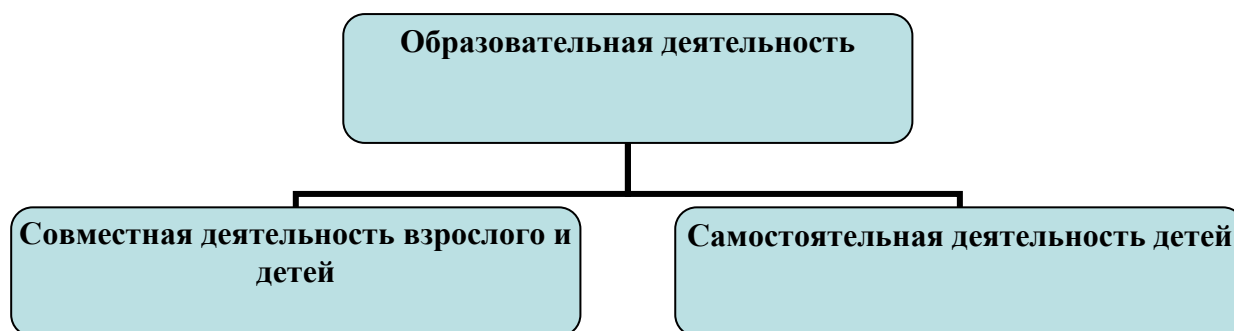 Образовательная деятельность
Совместная деятельность взрослого и
детей
Самостоятельная деятельность детей